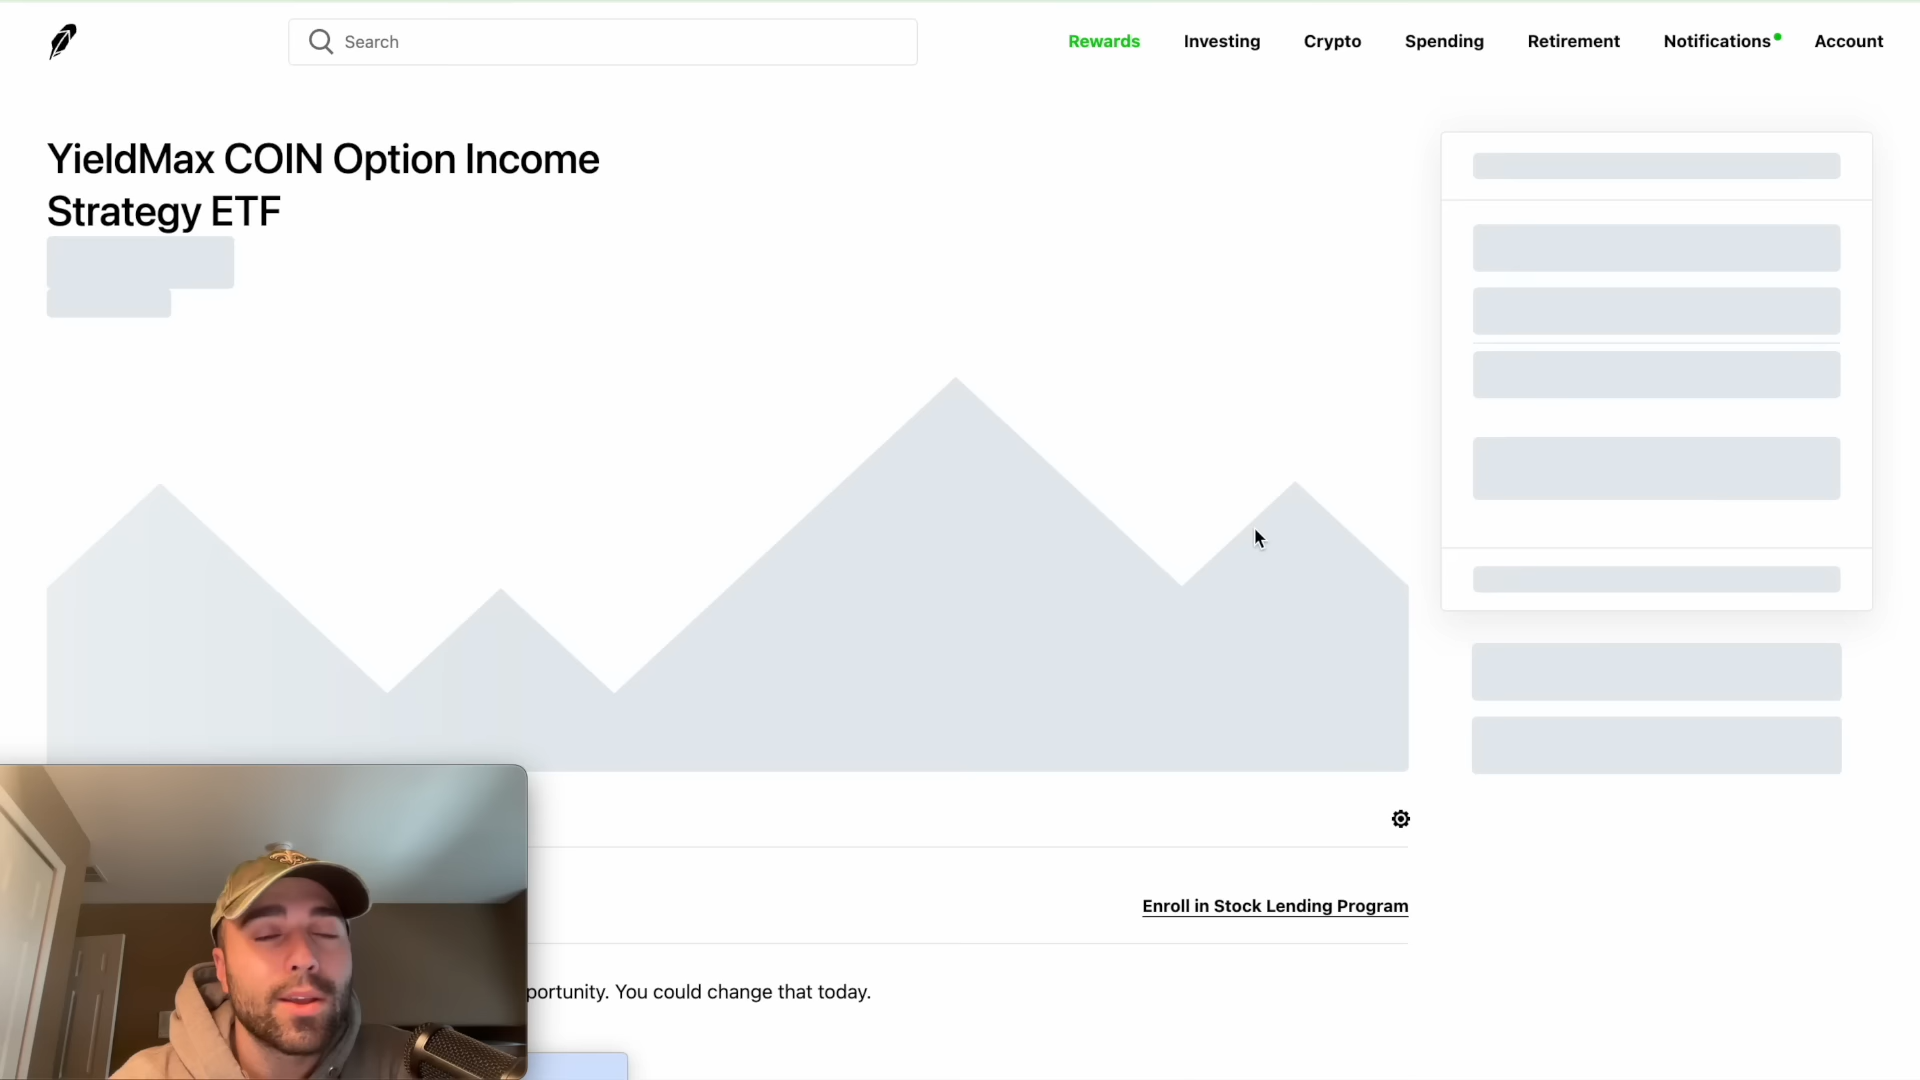 Search
Rewards
Investing
Crypto
Spending
Retirement
Notifications
Account
YieldMax COIN Option Income
Strategy ETF
Enroll in Stock Lending Program
portunity. You could change that today.